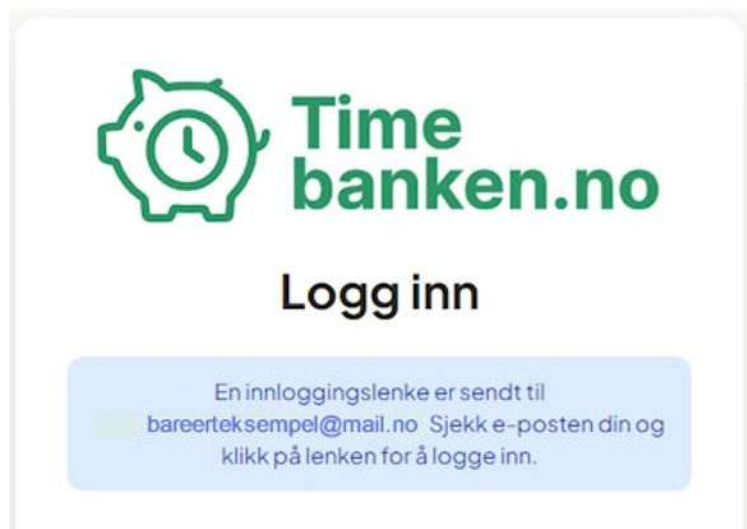 Time
banken.no
Logg inn
En innloggingslenke er sendt til
bareerteksempel@mail.no Sjekk e-posten din og
klikk på lenken for å logge inn.